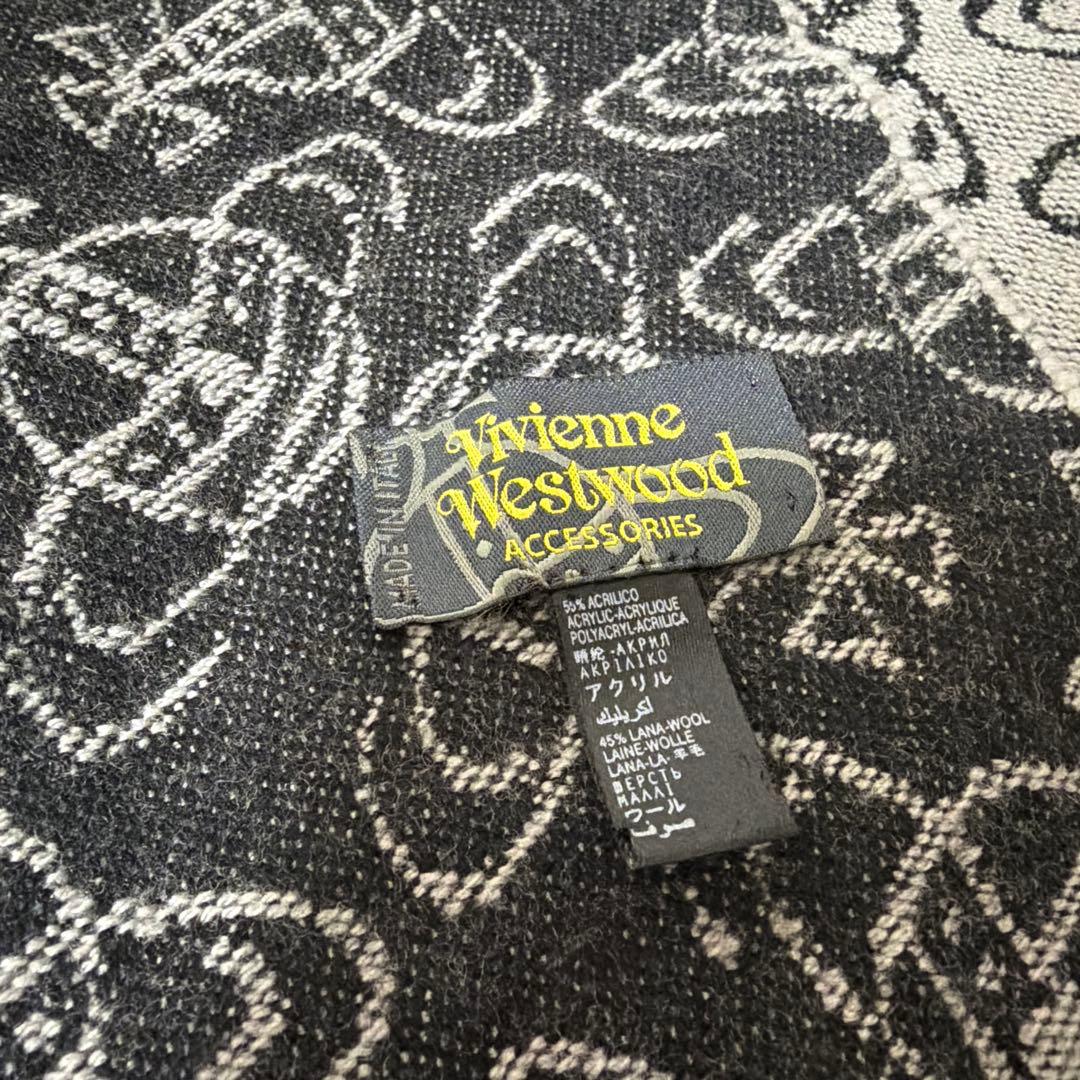 Vivienne
Westwood
ACCESSORIES
MADE IN ITALY
55% ACRILICO
ACRYLIC-ACRYLIQUE
POLYACRYL-ACRILICA
腈纶 -АКРИЛ
ΑΚΡΙΛΙΚΟ
アクリル
اكريليك
45% LANA-WOOL
LAINE-WOLLE
LANA-LA- 羊毛
ШЕРСТЬ
ΜΑΛΛΙ
ウール
صوف